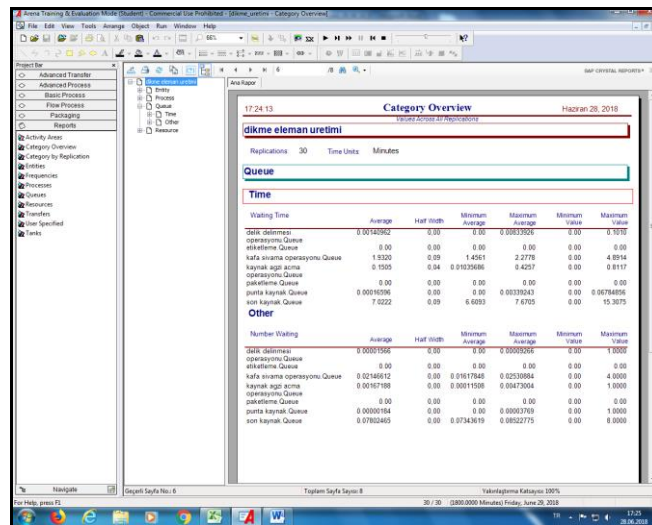 Arena Training & Evaluation Mode (Student) - Commercial Use Prohibited - [dikme_uretimi - Category Overview]
File Edit View Tools Arrange Object Run Window Help
Project Bar
Advanced Transfer
Advanced Process
Basic Process
Flow Process
Packaging
Reports
Activity Areas
Category Overview
Category by Replication
Entities
Frequencies
Processes
Queues
Resources
Transfers
User Specified
Tanks
Navigate
dikme eleman uretimi
Entity
Process
Queue
Time
Other
Resource
SAP CRYSTAL REPORTS
Ana Rapor
17:24:13 Category Overview Haziran 28, 2018
Values Across All Replications
dikme eleman uretimi
Replications 30 Time Units Minutes
Queue
Time
Waiting Time Average Half Width Minimum Average Maximum Average Minimum Value Maximum Value
delik delinmesi operasyonu.Queue 0.00140962 0,00 0.00 0.00833926 0.00 0.1010
etiketleme.Queue 0.00 0,00 0.00 0.00 0.00 0.00
kafa sivama operasyonu.Queue 1.9320 0,09 1.4561 2.2778 0.00 4.8914
kaynak agzi acma operasyonu.Queue 0.1505 0,04 0.01035686 0.4257 0.00 0.8117
paketleme.Queue 0.00 0,00 0.00 0.00 0.00 0.00
punta kaynak.Queue 0.00016596 0,00 0.00 0.00339243 0.00 0.06784856
son kaynak.Queue 7.0222 0,09 6.6093 7.6705 0.00 15.3075
Other
Number Waiting Average Half Width Minimum Average Maximum Average Minimum Value Maximum Value
delik delinmesi operasyonu.Queue 0.00001566 0,00 0.00 0.00009266 0.00 1.0000
etiketleme.Queue 0.00 0,00 0.00 0.00 0.00 0.00
kafa sivama operasyonu.Queue 0.02146612 0,00 0.01617848 0.02530884 0.00 4.0000
kaynak agzi acma operasyonu.Queue 0.00167188 0,00 0.00011508 0.00473004 0.00 1.0000
paketleme.Queue 0.00 0,00 0.00 0.00 0.00 0.00
punta kaynak.Queue 0.00000184 0,00 0.00 0.00003769 0.00 1.0000
son kaynak.Queue 0.07802465 0,00 0.07343619 0.08522775 0.00 8.0000
Geçerli Sayfa No.: 6 Toplam Sayfa Sayısı: 8 Yakınlaştırma Katsayısı: 100%
For Help, press F1 30 / 30 (1800.0000 Minutes) Friday, June 29, 2018
TR 17:25
28.06.2018